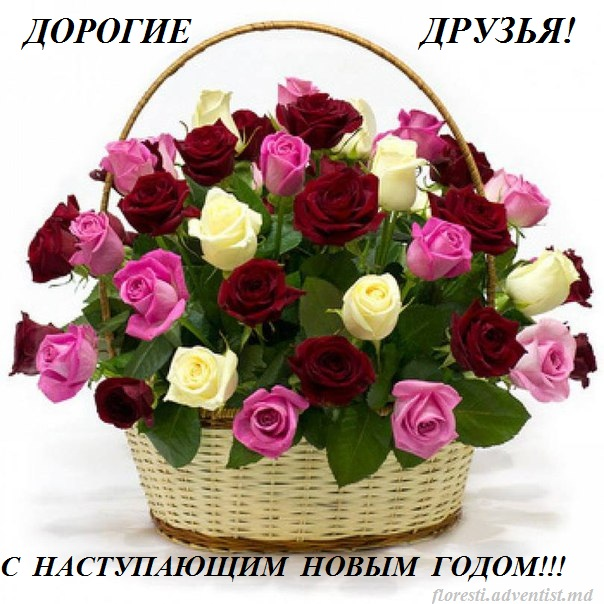 ДОРОГИЕ ДРУЗЬЯ!
С НАСТУПАЮЩИМ НОВЫМ ГОДОМ!!!
floresti.adventist.md